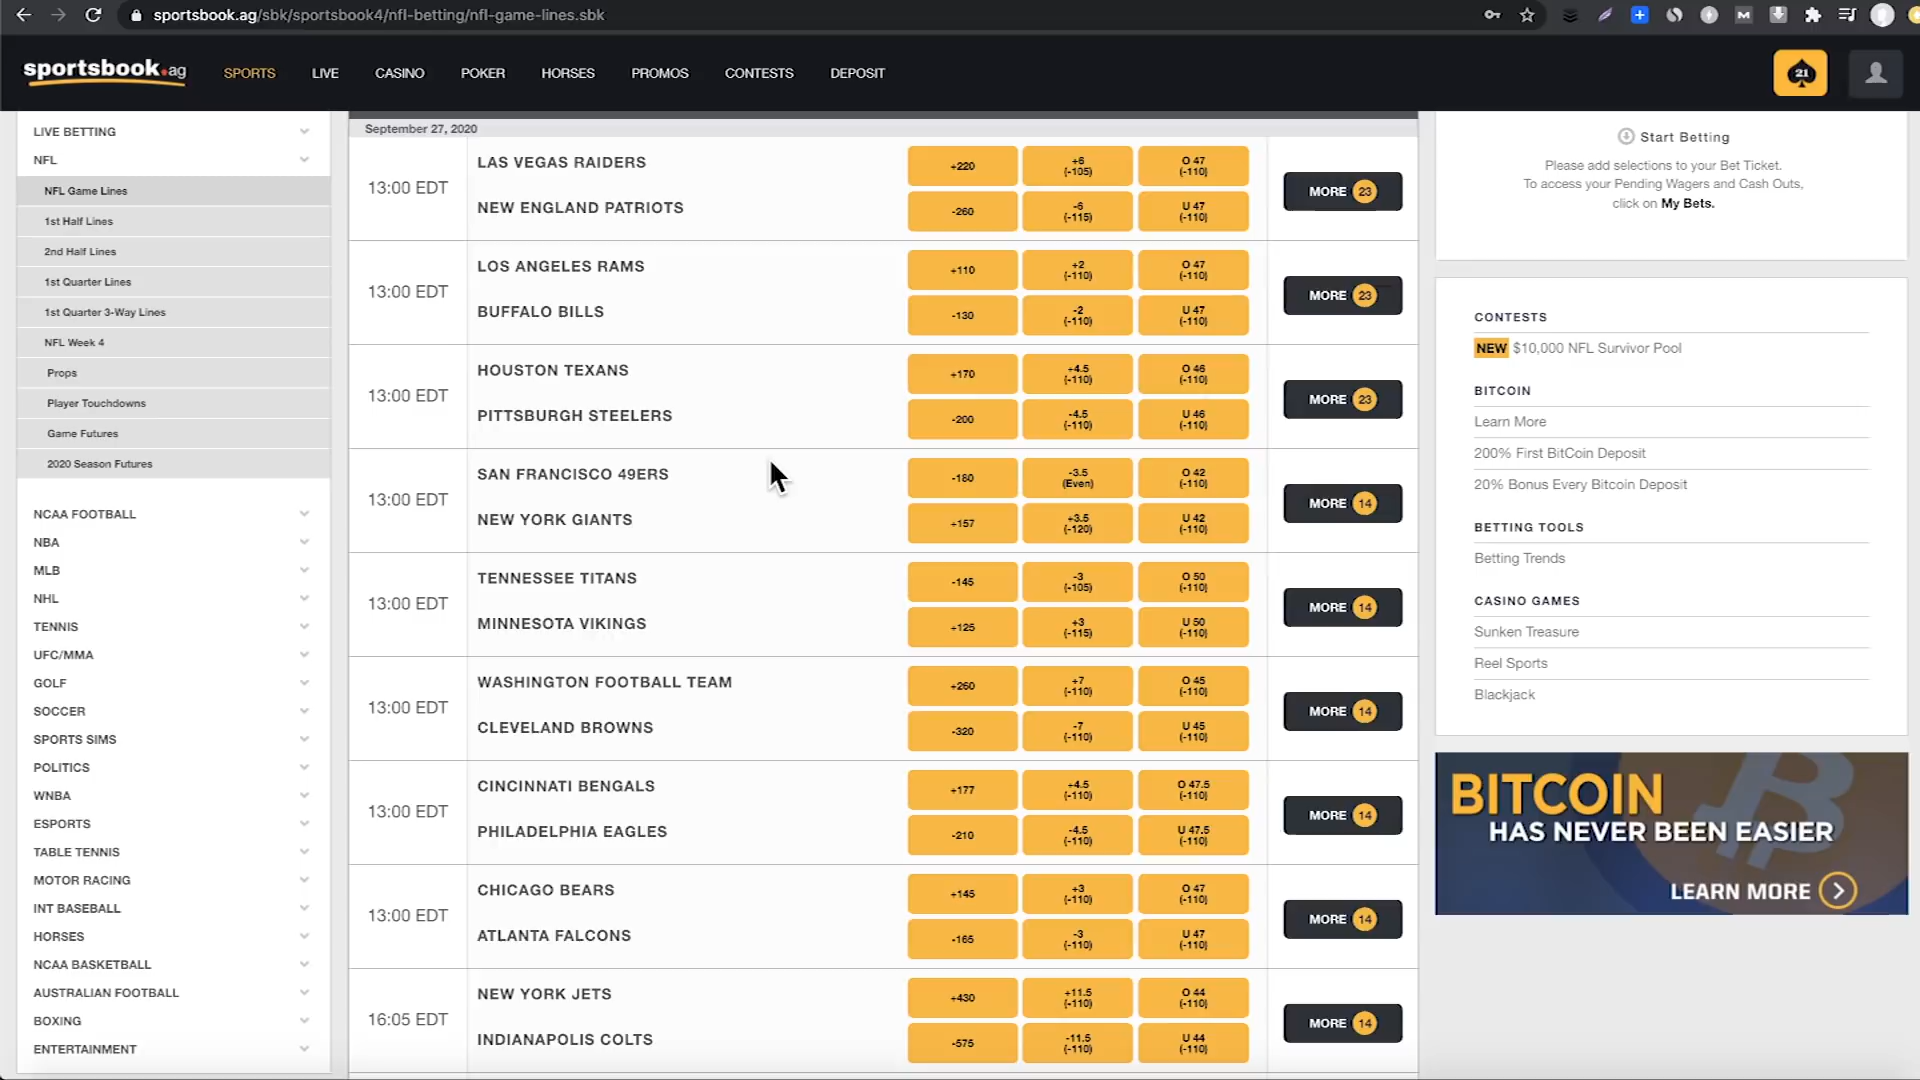 sportsbook.ag/sbk/sportsbook4/nfl-betting/nfl-game-lines.sbk
sportsbook.ag
SPORTS
LIVE
CASINO
POKER
HORSES
PROMOS
CONTESTS
DEPOSIT
21
LIVE BETTING
NFL
NFL Game Lines
1st Half Lines
2nd Half Lines
1st Quarter Lines
1st Quarter 3-Way Lines
NFL Week 4
Props
Player Touchdowns
Game Futures
2020 Season Futures
NCAA FOOTBALL
NBA
MLB
NHL
TENNIS
UFC/MMA
GOLF
SOCCER
SPORTS SIMS
POLITICS
WNBA
ESPORTS
TABLE TENNIS
MOTOR RACING
INT BASEBALL
HORSES
NCAA BASKETBALL
AUSTRALIAN FOOTBALL
BOXING
ENTERTAINMENT
September 27, 2020
13:00 EDT
LAS VEGAS RAIDERS
+220
+6
(-105)
O 47
(-110)
NEW ENGLAND PATRIOTS
-260
-6
(-115)
U 47
(-110)
MORE 23
13:00 EDT
LOS ANGELES RAMS
+110
+2
(-110)
O 47
(-110)
BUFFALO BILLS
-130
-2
(-110)
U 47
(-110)
MORE 23
13:00 EDT
HOUSTON TEXANS
+170
+4.5
(-110)
O 46
(-110)
PITTSBURGH STEELERS
-200
-4.5
(-110)
U 46
(-110)
MORE 23
13:00 EDT
SAN FRANCISCO 49ERS
-180
-3.5
(Even)
O 42
(-110)
NEW YORK GIANTS
+157
+3.5
(-120)
U 42
(-110)
MORE 14
13:00 EDT
TENNESSEE TITANS
-145
-3
(-105)
O 50
(-110)
MINNESOTA VIKINGS
+125
+3
(-115)
U 50
(-110)
MORE 14
13:00 EDT
WASHINGTON FOOTBALL TEAM
+260
+7
(-110)
O 45
(-110)
CLEVELAND BROWNS
-320
-7
(-110)
U 45
(-110)
MORE 14
13:00 EDT
CINCINNATI BENGALS
+177
+4.5
(-110)
O 47.5
(-110)
PHILADELPHIA EAGLES
-210
-4.5
(-110)
U 47.5
(-110)
MORE 14
13:00 EDT
CHICAGO BEARS
+145
+3
(-110)
O 47
(-110)
ATLANTA FALCONS
-165
-3
(-110)
U 47
(-110)
MORE 14
16:05 EDT
NEW YORK JETS
+430
+11.5
(-110)
O 44
(-110)
INDIANAPOLIS COLTS
-575
-11.5
(-110)
U 44
(-110)
MORE 14
Start Betting
Please add selections to your Bet Ticket.
To access your Pending Wagers and Cash Outs,
click on My Bets.
CONTESTS
NEW $10,000 NFL Survivor Pool
BITCOIN
Learn More
200% First BitCoin Deposit
20% Bonus Every Bitcoin Deposit
BETTING TOOLS
Betting Trends
CASINO GAMES
Sunken Treasure
Reel Sports
Blackjack
BITCOIN
HAS NEVER BEEN EASIER
LEARN MORE